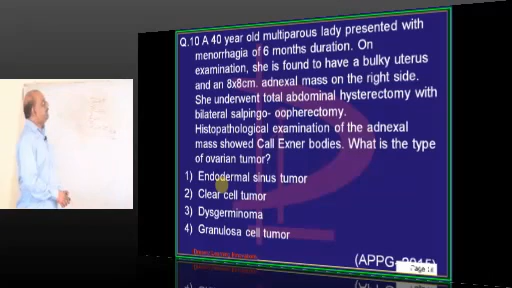 Q.10 A 40 year old multiparous lady presented with
menorrhagia of 6 months duration. On
examination, she is found to have a bulky uterus
and an 8x8cm. adnexal mass on the right side.
She underwent total abdominal hysterectomy with
bilateral salpingo- oopherectomy.
Histopathological examination of the adnexal
mass showed Call Exner bodies. What is the type
of ovarian tumor?
1) Endodermal sinus tumor
2) Clear cell tumor
3) Dysgerminoma
4) Granulosa cell tumor
(APPG- 2015)
Page 14